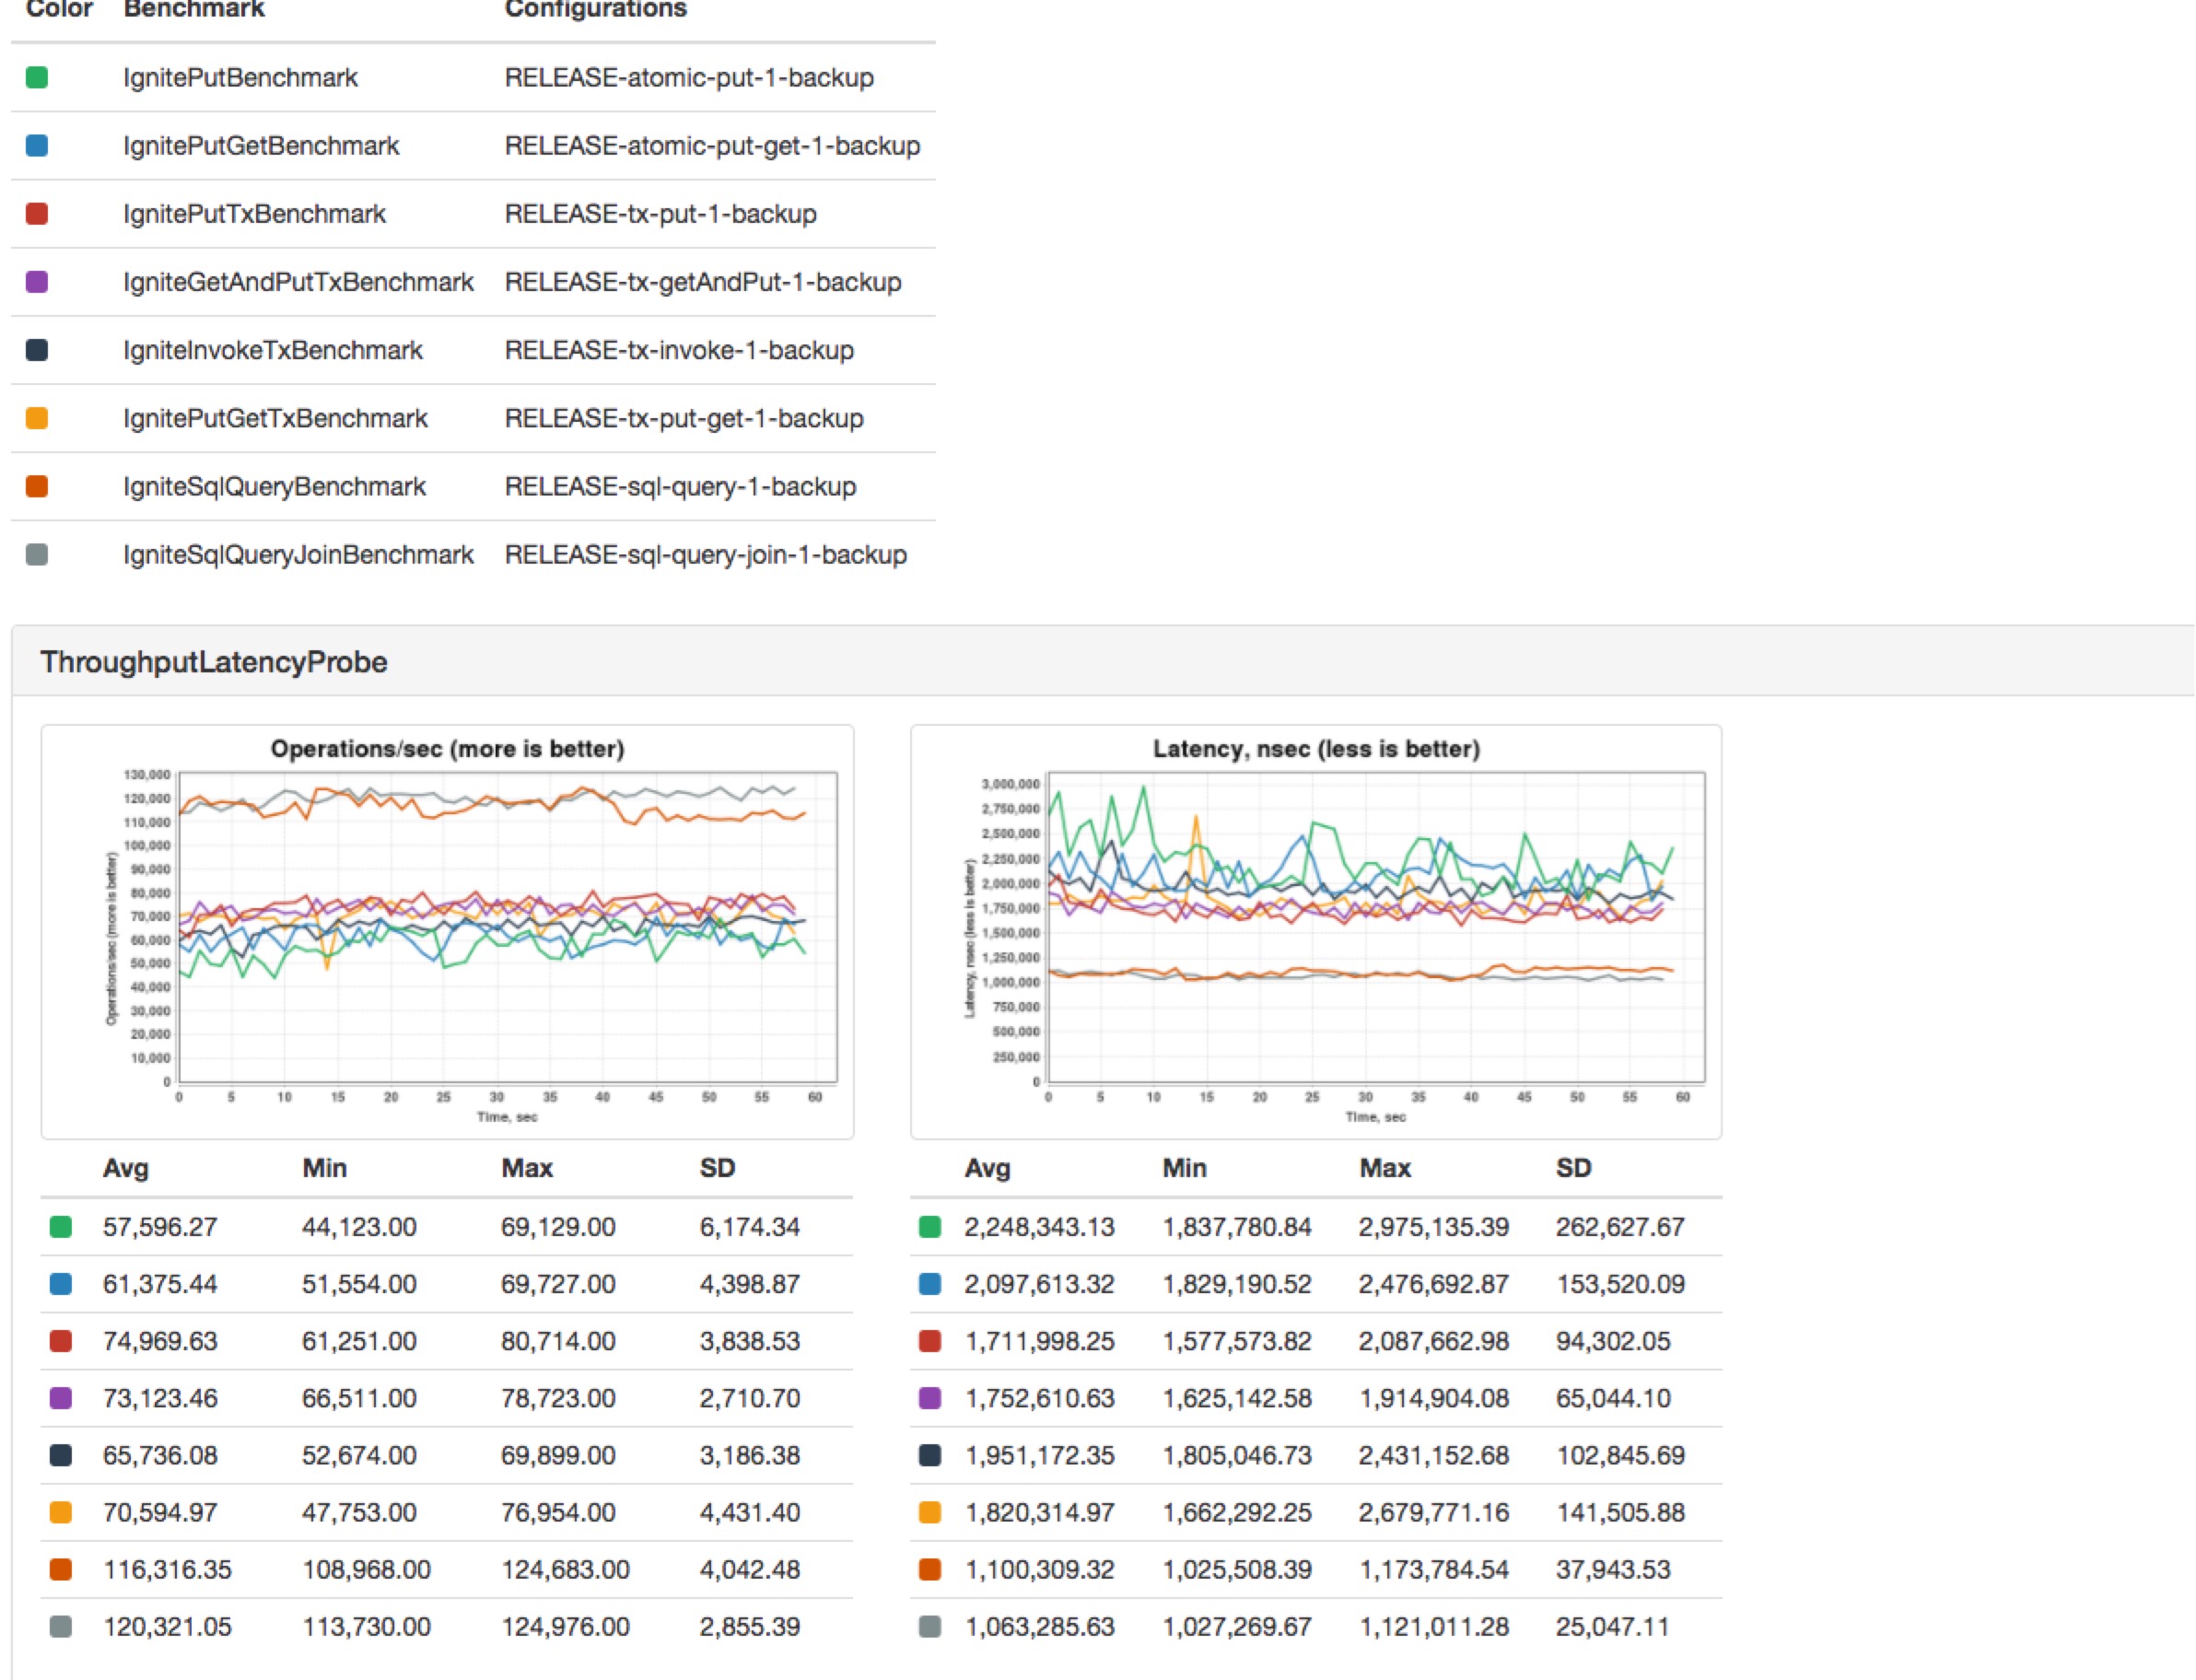 Color Benchmark Configurations
IgnitePutBenchmark RELEASE-atomic-put-1-backup
IgnitePutGetBenchmark RELEASE-atomic-put-get-1-backup
IgnitePutTxBenchmark RELEASE-tx-put-1-backup
IgniteGetAndPutTxBenchmark RELEASE-tx-getAndPut-1-backup
IgniteInvokeTxBenchmark RELEASE-tx-invoke-1-backup
IgnitePutGetTxBenchmark RELEASE-tx-put-get-1-backup
IgniteSqlQueryBenchmark RELEASE-sql-query-1-backup
IgniteSqlQueryJoinBenchmark RELEASE-sql-query-join-1-backup
ThroughputLatencyProbe
Operations/sec (more is better)
Operations/sec (more is better)
130,000
120,000
110,000
100,000
90,000
80,000
70,000
60,000
50,000
40,000
30,000
20,000
10,000
0
0 5 10 15 20 25 30 35 40 45 50 55 60
Time, sec
Latency, nsec (less is better)
Latency, nsec (less is better)
3,000,000
2,750,000
2,500,000
2,250,000
2,000,000
1,750,000
1,500,000
1,250,000
1,000,000
750,000
500,000
250,000
0
0 5 10 15 20 25 30 35 40 45 50 55 60
Time, sec
Avg Min Max SD
57,596.27 44,123.00 69,129.00 6,174.34
61,375.44 51,554.00 69,727.00 4,398.87
74,969.63 61,251.00 80,714.00 3,838.53
73,123.46 66,511.00 78,723.00 2,710.70
65,736.08 52,674.00 69,899.00 3,186.38
70,594.97 47,753.00 76,954.00 4,431.40
116,316.35 108,968.00 124,683.00 4,042.48
120,321.05 113,730.00 124,976.00 2,855.39
Avg Min Max SD
2,248,343.13 1,837,780.84 2,975,135.39 262,627.67
2,097,613.32 1,829,190.52 2,476,692.87 153,520.09
1,711,998.25 1,577,573.82 2,087,662.98 94,302.05
1,752,610.63 1,625,142.58 1,914,904.08 65,044.10
1,951,172.35 1,805,046.73 2,431,152.68 102,845.69
1,820,314.97 1,662,292.25 2,679,771.16 141,505.88
1,100,309.32 1,025,508.39 1,173,784.54 37,943.53
1,063,285.63 1,027,269.67 1,121,011.28 25,047.11